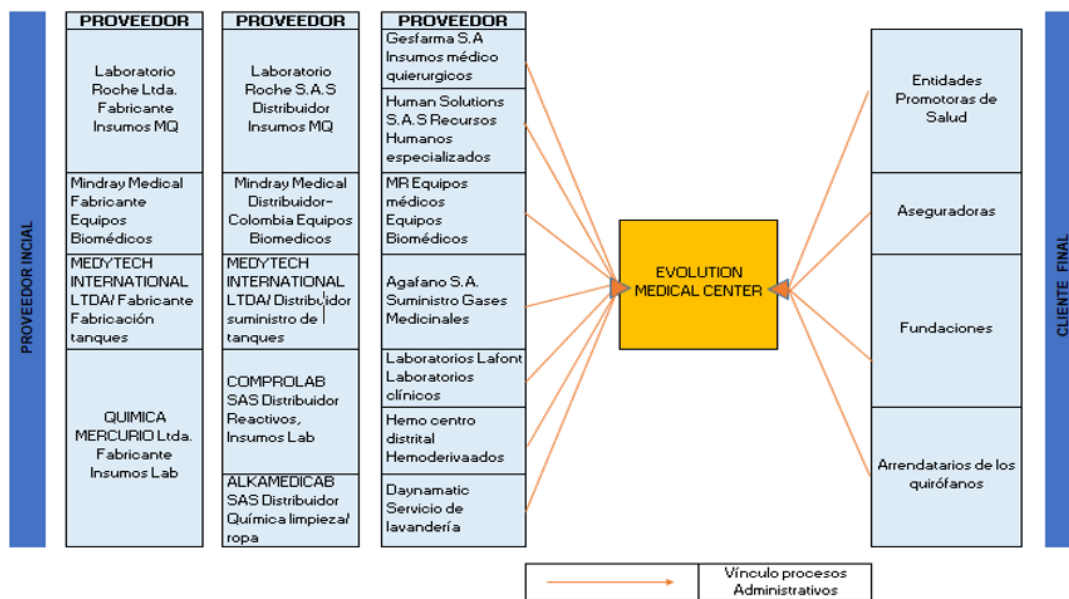 PROVEEDOR INCIAL
PROVEEDOR
Laboratorio
Roche Ltda.
Fabricante
Insumos MQ
Mindray Medical
Fabricante
Equipos
Biomédicos
MEDYTECH
INTERNATIONAL
LTDA/ Fabricante
Fabricación
tanques
QUIMICA
MERCURIO Ltda.
Fabricante
Insumos Lab
PROVEEDOR
Laboratorio
Roche S.A.S
Distribuidor
Insumos MQ
Mindray Medical
Distribuidor-
Colombia Equipos
Biomedicos
MEDYTECH
INTERNATIONAL
LTDA/ Distribuidor
suministro de
tanques
COMPROLAB
SAS Distribuidor
Reactivos,
Insumos Lab
ALKAMEDICAB
SAS Distribuidor
Química limpieza/
ropa
PROVEEDOR
Gesfarma S.A
Insumos médico
quierurgicos
Human Solutions
S.A.S Recursos
Humanos
especializados
MR Equipos
médicos
Equipos
Biomédicos
Agafano S.A.
Suministro Gases
Medicinales
Laboratorios Lafont
Laboratorios
clínicos
Hemo centro
distrital
Hemoderivaados
Daynamatic
Servicio de
lavandería
EVOLUTION
MEDICAL CENTER
Entidades
Promotoras de
Salud
Aseguradoras
Fundaciones
Arrendatarios de los
quirófanos
CLIENTE FINAL
Vínculo procesos
Administrativos